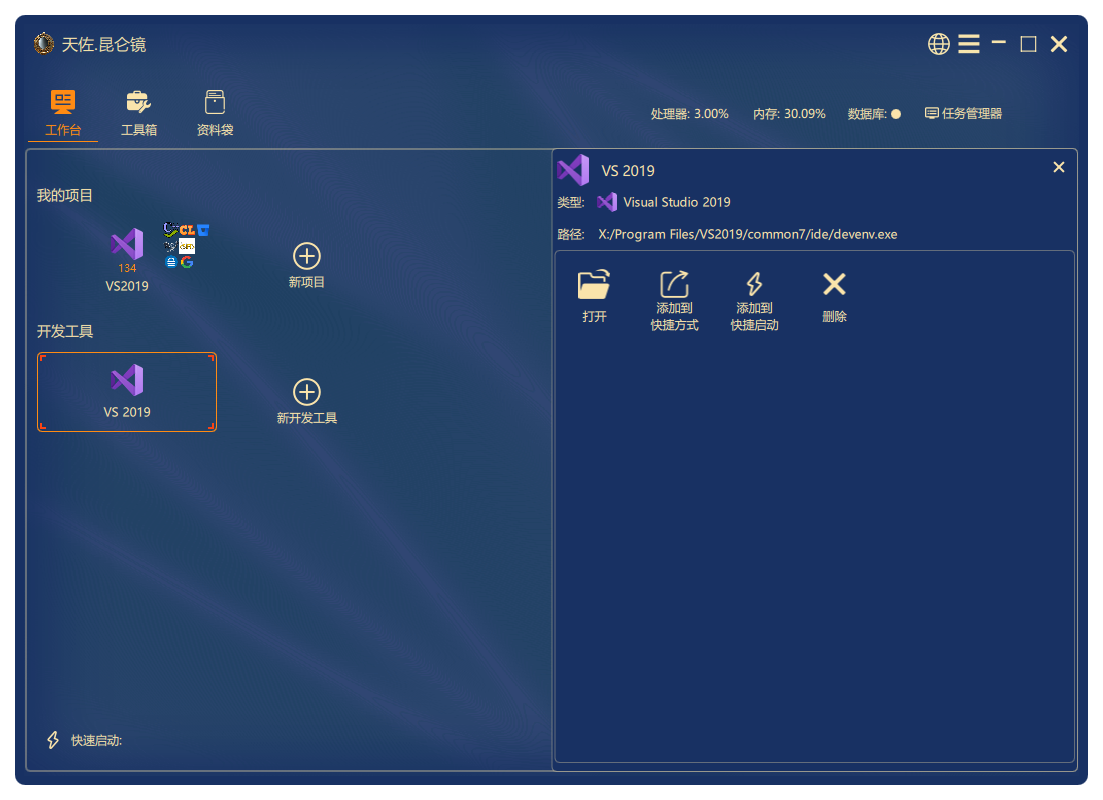 天佐.昆仑镜
工作台
工具箱
资料袋
处理器: 3.00%
内存: 30.09%
数据库:
任务管理器
我的项目
134
VS2019
新项目
开发工具
VS 2019
新开发工具
快速启动:
VS 2019
类型:
Visual Studio 2019
路径:
X:/Program Files/VS2019/common7/ide/devenv.exe
打开
添加到
快捷方式
添加到
快捷启动
删除